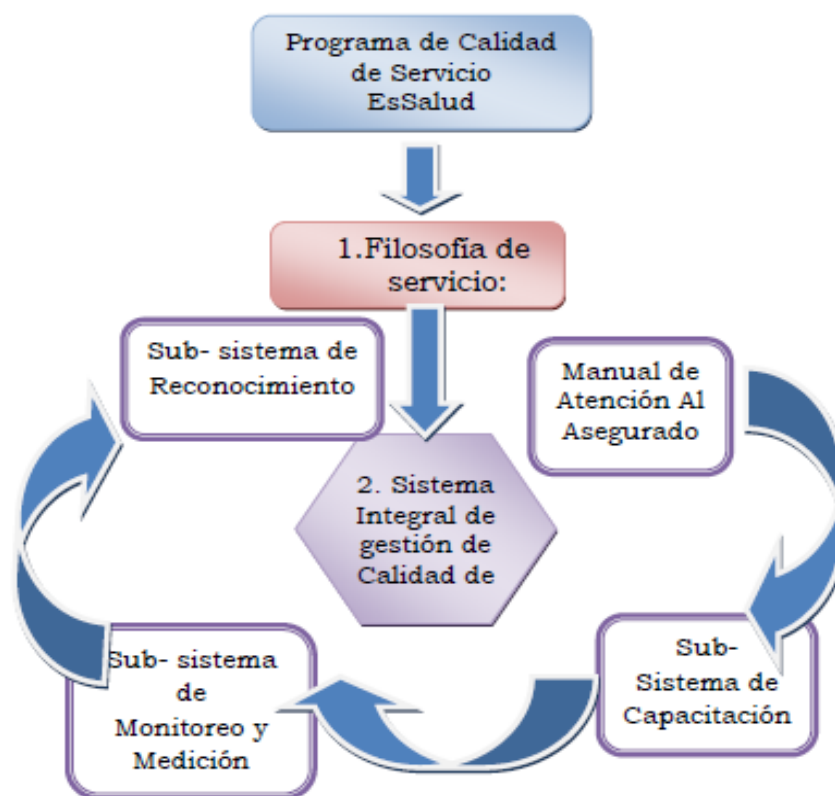 Programa de Calidad
de Servicio
EsSalud
1.Filosofía de
servicio:
Sub- sistema de
Reconocimiento
Manual de
Atención Al
Asegurado
2. Sistema
Integral de
gestión de
Calidad de
Sub- sistema
de
Monitoreo y
Medición
Sub-
Sistema de
Capacitación